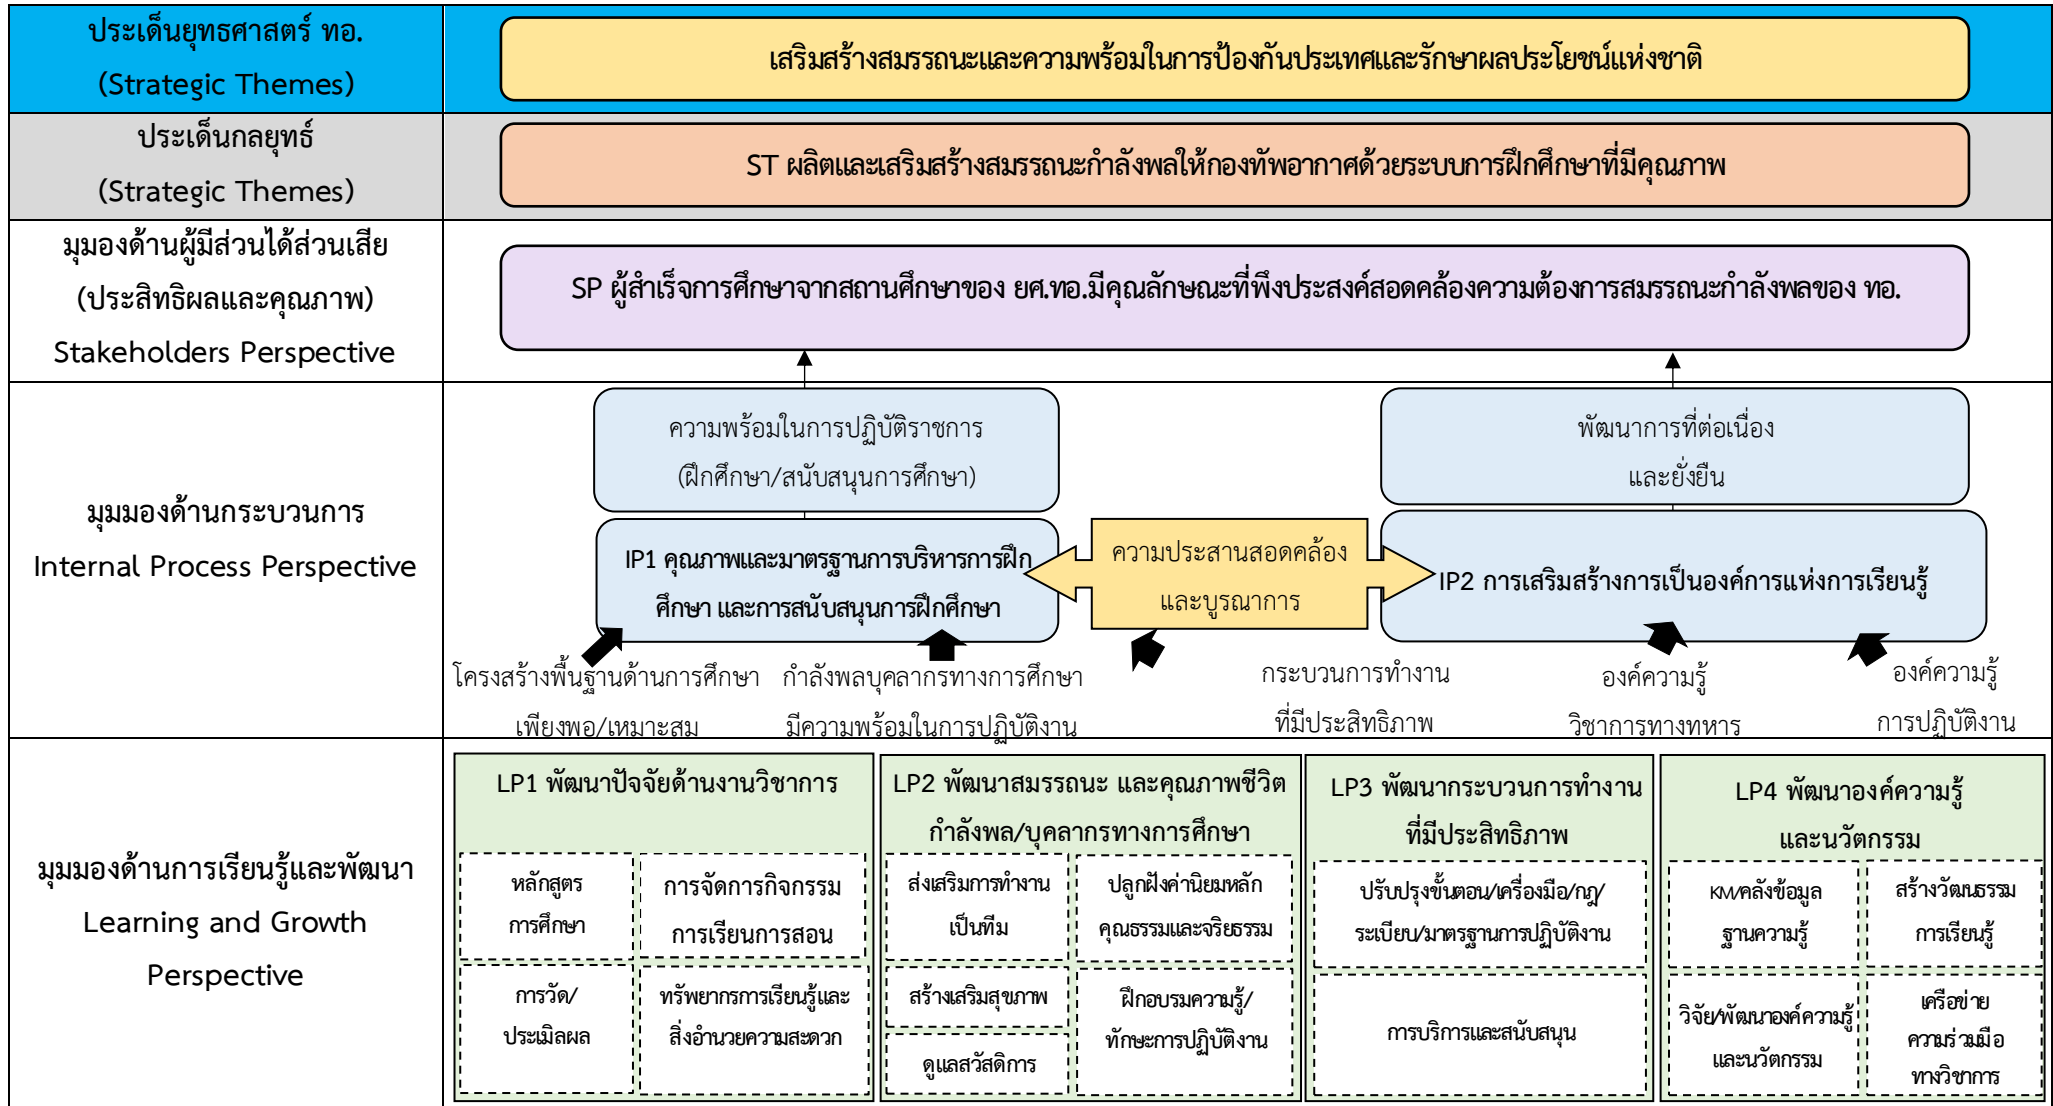 ประเด็นยุทธศาสตร์ ทอ.
(Strategic Themes)
เสริมสร้างสมรรถนะและความพร้อมในการป้องกันประเทศและรักษาผลประโยชน์แห่งชาติ
ประเด็นกลยุทธ์
(Strategic Themes)
ST ผลิตและเสริมสร้างสมรรถนะกำลังพลให้กองทัพอากาศด้วยระบบการฝึกศึกษาที่มีคุณภาพ
มุมองด้านผู้มีส่วนได้ส่วนเสีย
(ประสิทธิผลและคุณภาพ)
Stakeholders Perspective
SP ผู้สำเร็จการศึกษาจากสถานศึกษาของ ยศ.ทอ.มีคุณลักษณะที่พึงประสงค์สอดคล้องความต้องการสมรรถนะกำลังพลของ ทอ.
มุมมองด้านกระบวนการ
Internal Process Perspective
ความพร้อมในการปฏิบัติราชการ
(ฝึกศึกษา/สนับสนุนการศึกษา)
พัฒนาการที่ต่อเนื่อง
และยั่งยืน
IP1 คุณภาพและมาตรฐานการบริหารการฝึก
ศึกษา และการสนับสนุนการฝึกศึกษา
ความประสานสอดคล้อง
และบูรณาการ
IP2 การเสริมสร้างการเป็นองค์การแห่งการเรียนรู้
โครงสร้างพื้นฐานด้านการศึกษา
เพียงพอ/เหมาะสม
กำลังพลบุคลากรทางการศึกษา
มีความพร้อมในการปฏิบัติงาน
กระบวนการทำงาน
ที่มีประสิทธิภาพ
องค์ความรู้
วิชาการทางทหาร
องค์ความรู้
การปฏิบัติงาน
มุมมองด้านการเรียนรู้และพัฒนา
Learning and Growth
Perspective
LP1 พัฒนาปัจจัยด้านงานวิชาการ
หลักสูตร
การศึกษา
การจัดการกิจกรรม
การเรียนการสอน
การวัด/
ประเมิลผล
ทรัพยากรการเรียนรู้และ
สิ่งอำนวยความสะดวก
LP2 พัฒนาสมรรถนะ และคุณภาพชีวิต
กำลังพล/บุคลากรทางการศึกษา
ส่งเสริมการทำงาน
เป็นทีม
ปลูกฝังค่านิยมหลัก
คุณธรรมและจริยธรรม
สร้างเสริมสุขภาพ
ดูแลสวัสดิการ
ฝึกอบรมความรู้/
ทักษะการปฏิบัติงาน
LP3 พัฒนากระบวนการทำงาน
ที่มีประสิทธิภาพ
ปรับปรุงขั้นตอน/เครื่องมือ/กฎ/
ระเบียบ/มาตรฐานการปฏิบัติงาน
การบริการและสนับสนุน
LP4 พัฒนาองค์ความรู้
และนวัตกรรม
KM/คลังข้อมูล
ฐานความรู้
สร้างวัฒนธรรม
การเรียนรู้
วิจัย/พัฒนาองค์ความรู้
และนวัตกรรม
เครือข่าย
ความร่วมมือ
ทางวิชาการ